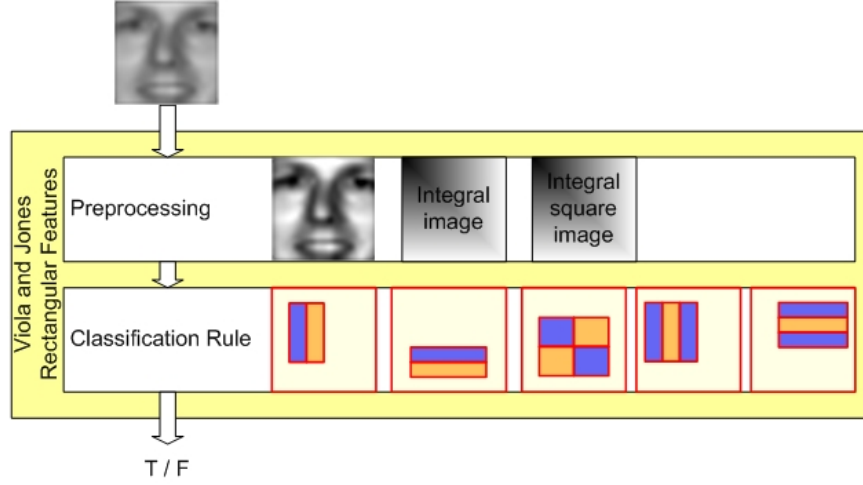 Viola and Jones
Rectangular Features
Preprocessing
Integral
image
Integral
square
image
Classification Rule
T / F